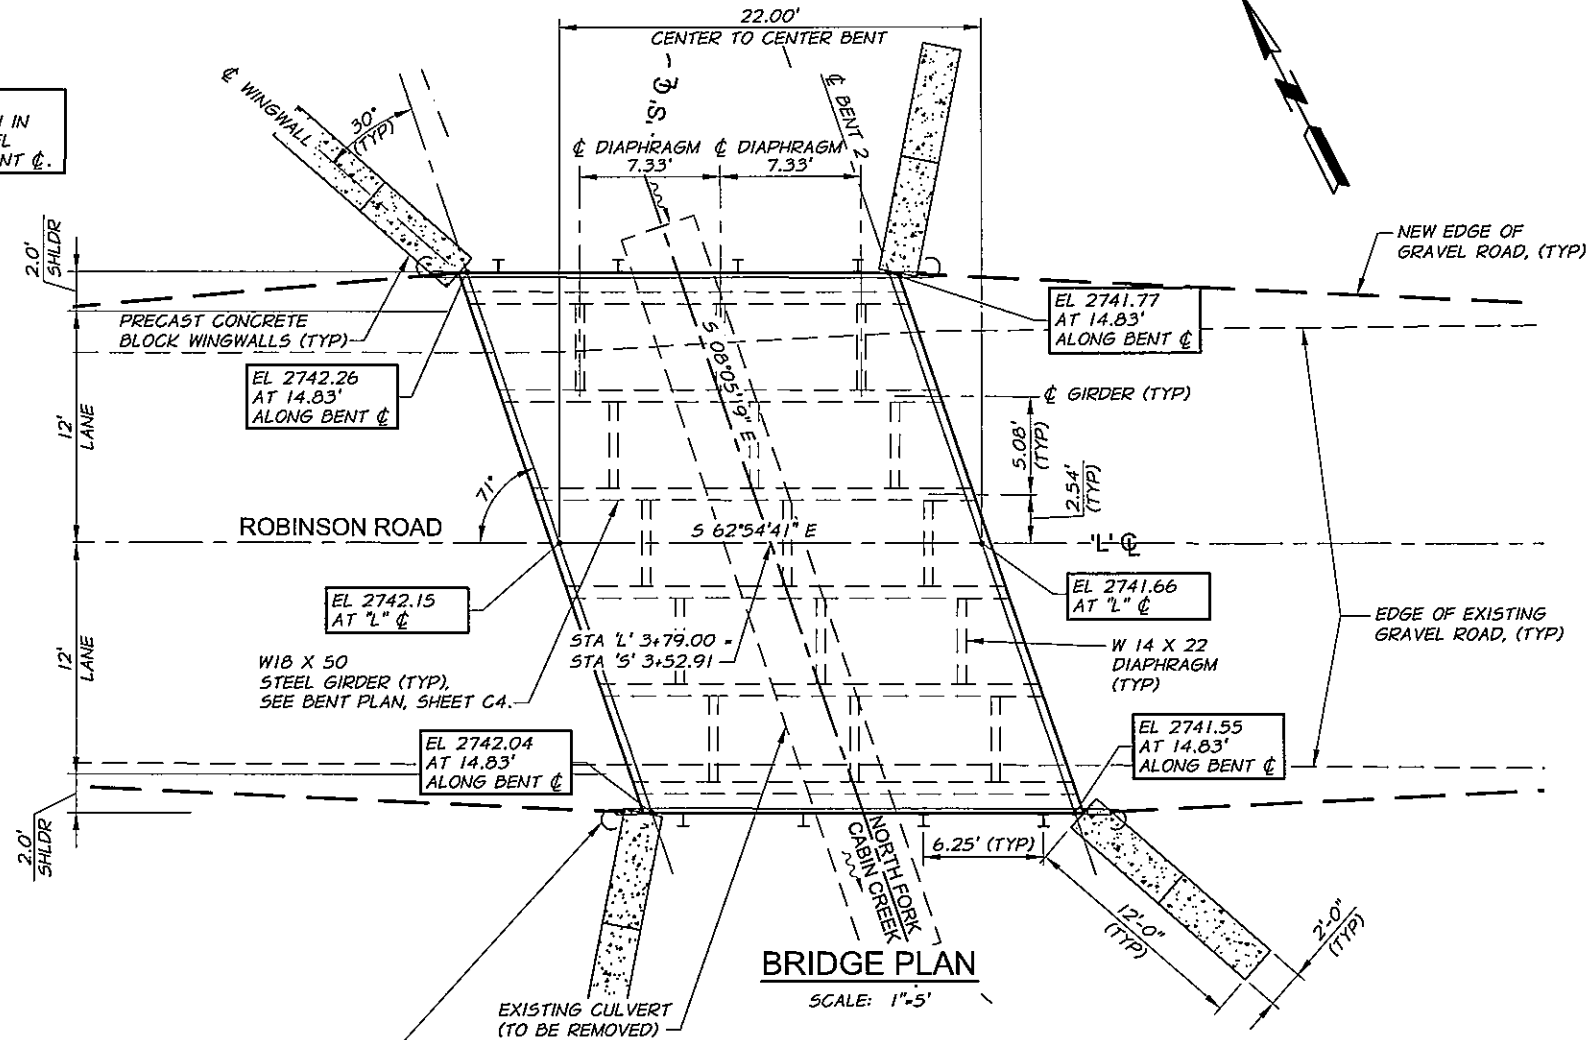 22.00'
CENTER TO CENTER BENT
IN
NT ℄.
℄ WINGWALL
30°
(TYP)
℄ 'S'
℄ BENT 2
℄ DIAPHRAGM
7.33'
℄ DIAPHRAGM
7.33'
N
2.0'
SHLDR
NEW EDGE OF
GRAVEL ROAD, (TYP)
PRECAST CONCRETE
BLOCK WINGWALLS (TYP)
EL 2741.77
AT 14.83'
ALONG BENT ℄
EL 2742.26
AT 14.83'
ALONG BENT ℄
S 08°05'19" E
℄ GIRDER (TYP)
12'
LANE
5.08'
(TYP)
2.54'
(TYP)
71°
ROBINSON ROAD
S 62°54'41" E
'L' ℄
EL 2742.15
AT "L" ℄
EL 2741.66
AT "L" ℄
EDGE OF EXISTING
GRAVEL ROAD, (TYP)
STA 'L' 3+79.00 =
STA 'S' 3+52.91
12'
LANE
W18 X 50
STEEL GIRDER (TYP),
SEE BENT PLAN, SHEET C4.
W 14 X 22
DIAPHRAGM
(TYP)
EL 2742.04
AT 14.83'
ALONG BENT ℄
EL 2741.55
AT 14.83'
ALONG BENT ℄
2.0'
SHLDR
6.25' (TYP)
NORTH FORK
CABIN CREEK
12'-0"
(TYP)
2'-0"
(TYP)
BRIDGE PLAN
SCALE: 1"=5'
EXISTING CULVERT
(TO BE REMOVED)